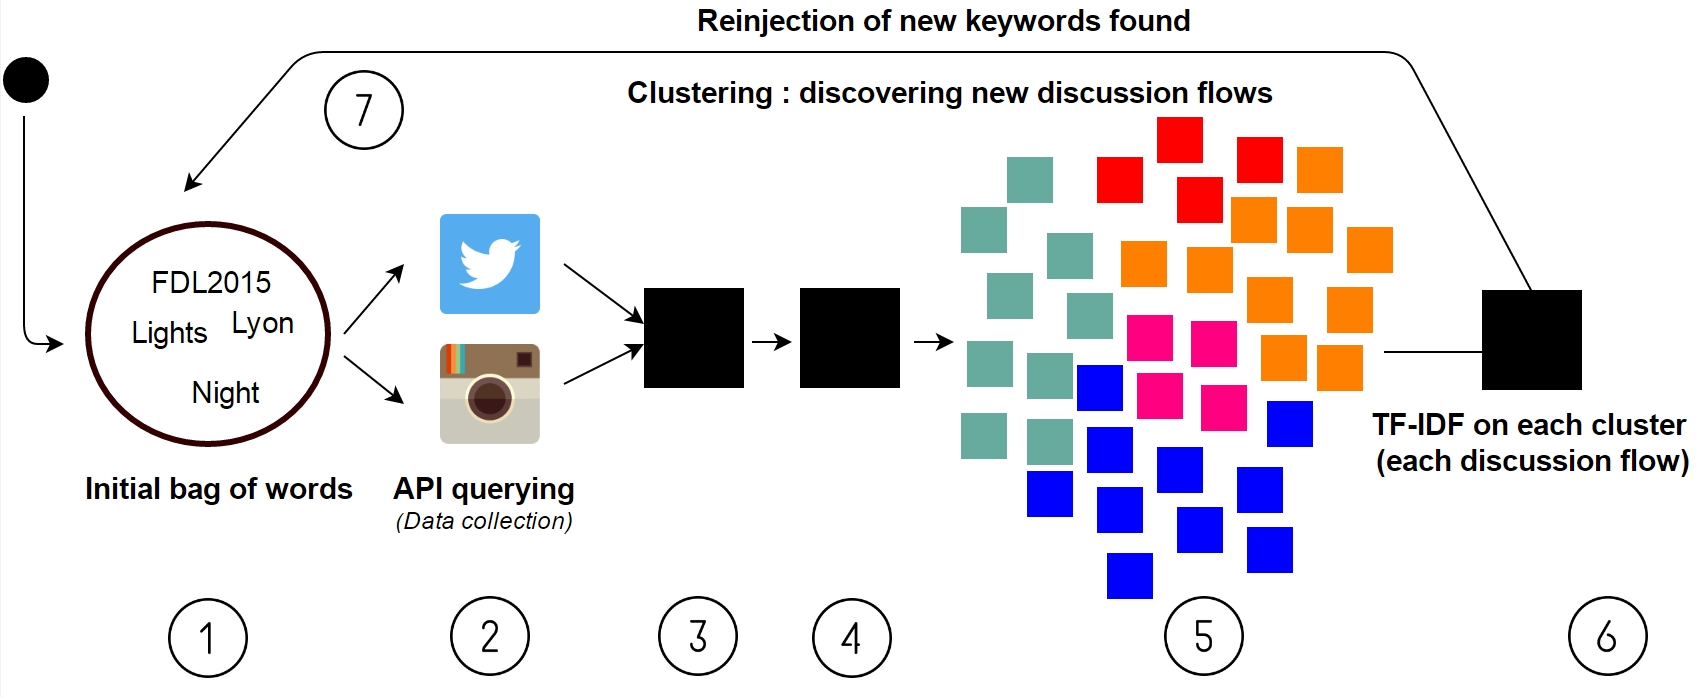 Reinjection of new keywords found
7
Clustering : discovering new discussion flows
FDL2015
Lights
Lyon
Night
Initial bag of words
API querying
(Data collection)
TF-IDF on each cluster
(each discussion flow)
1
2
3
4
5
6